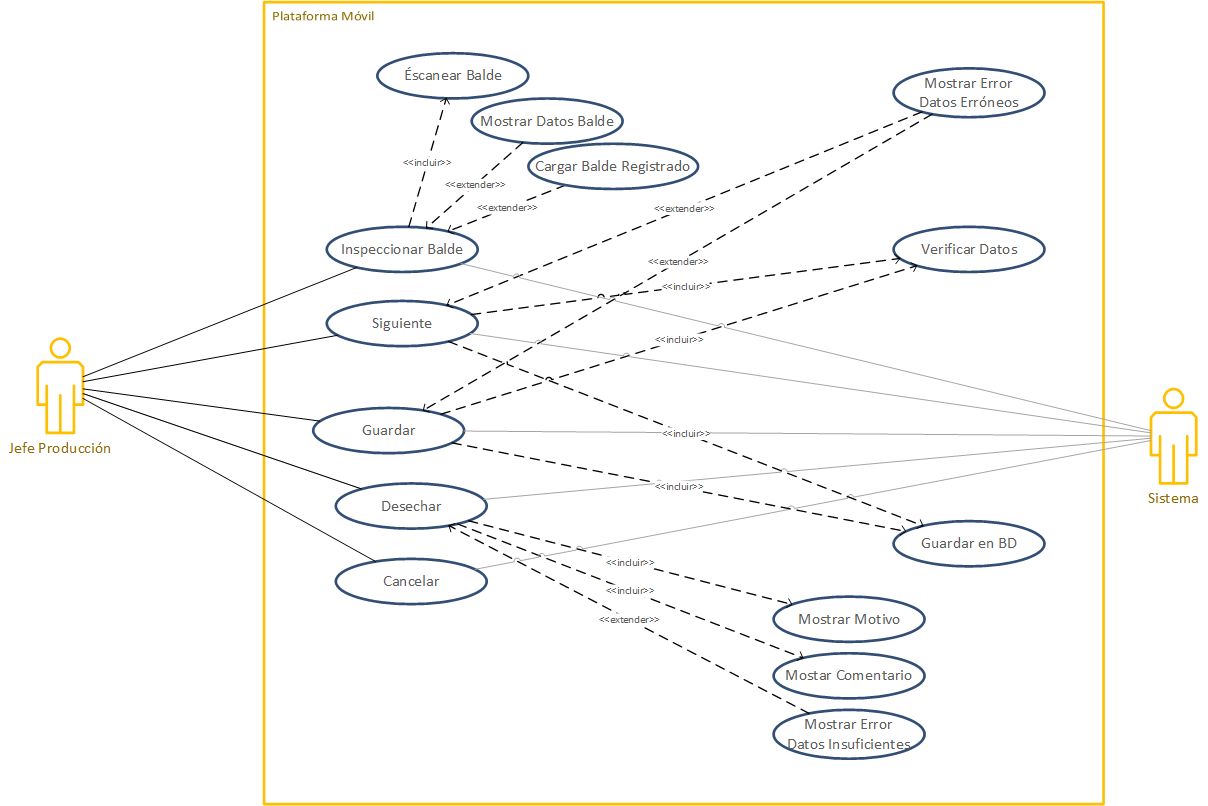 Plataforma Móvil
Éscanear Balde
Mostrar Error
Datos Erróneos
Mostrar Datos Balde
<<incluir>>
Cargar Balde Registrado
<<extender>>
<<extender>>
<<extender>>
Inspeccionar Balde
Verificar Datos
<<extender>>
<<incluir>>
Siguiente
<<incluir>>
Guardar
<<incluir>>
Jefe Producción
<<incluir>>
Sistema
Desechar
Guardar en BD
<<incluir>>
Cancelar
<<incluir>>
<<extender>>
Mostrar Motivo
Mostar Comentario
Mostrar Error
Datos Insuficientes